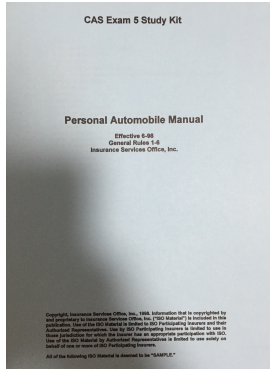 CAS Exam 5 Study Kit
Personal Automobile Manual
Effective 6-98
General Rules 1-6
Insurance Services Office, Inc.
Copyright, Insurance Services Office, Inc., 1998. Information that is copyrighted by
and proprietary to Insurance Services Office, Inc. ("ISO Material") is included in this
publication. Use of the ISO Material is limited to ISO Participating Insurers and their
Authorized Representatives. Use by ISO Participating Insurers is limited to use in
those jurisdiction for which the insurer has an appropriate participation with ISO.
Use of the ISO Material by Authorized Representatives is limited to use solely on
behalf of one or more of ISO Participating Insurers.
All of the following ISO Material is deemed to be "SAMPLE."